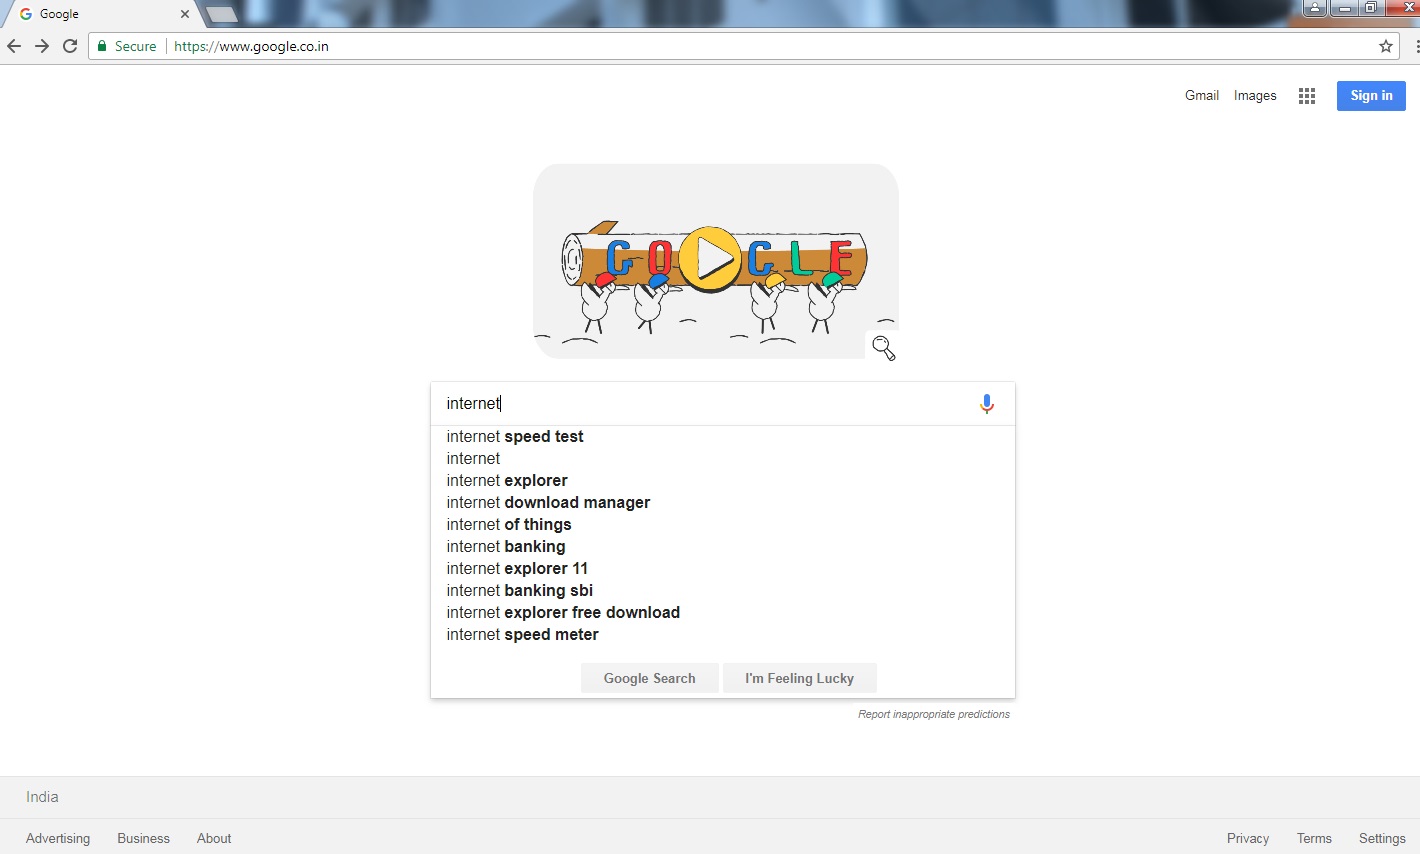 Google
Secure https://www.google.co.in
Gmail Images Sign in
GOOGLE
internet
internet speed test
internet
internet explorer
internet download manager
internet of things
internet banking
internet explorer 11
internet banking sbi
internet explorer free download
internet speed meter
Google Search I'm Feeling Lucky
Report inappropriate predictions
India
Advertising Business About Privacy Terms Settings